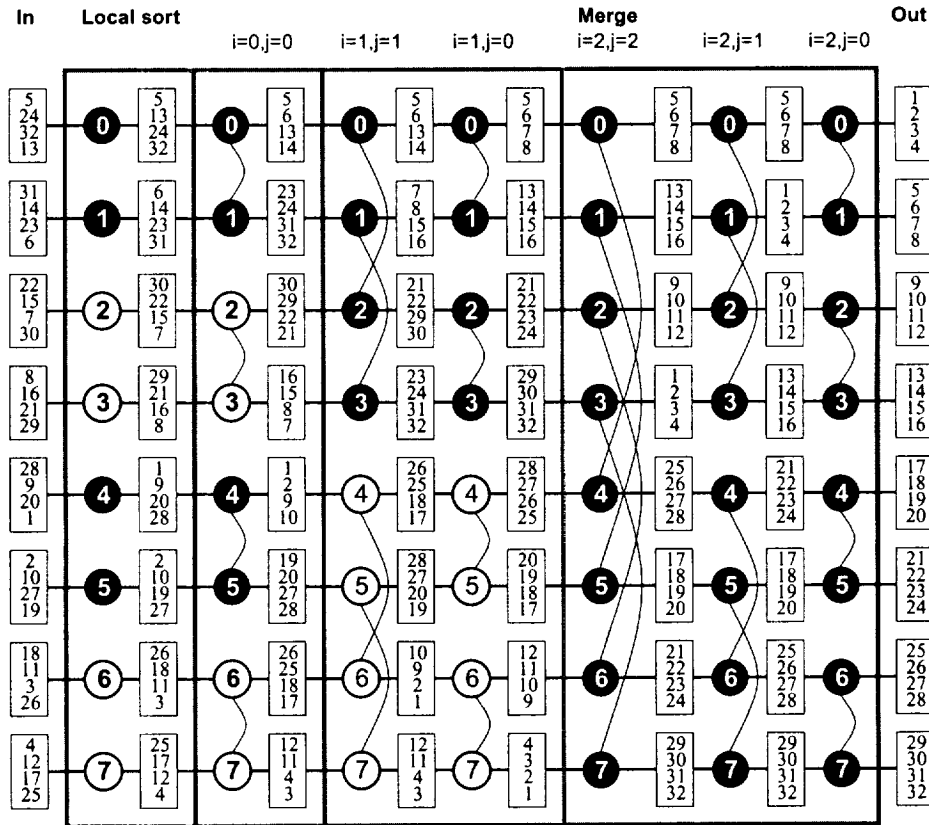 In Local sort Merge Out
i=0,j=0 i=1,j=1 i=1,j=0 i=2,j=2 i=2,j=1 i=2,j=0
5 5 5 5 5 5 5 1
24 13 6 6 6 6 6 2
0 0 0 0 0 0 0
32 24 13 13 7 7 7 3
13 32 14 14 8 8 8 4
31 6 23 7 13 13 1 5
14 14 24 8 14 14 2 6
1 1 1 1 1 1 1
23 23 31 15 15 15 3 7
6 31 32 16 16 16 4 8
22 30 30 21 21 9 9 9
15 22 29 22 22 10 10 10
2 2 2 2 2 2 2
7 15 22 29 23 11 11 11
30 7 21 30 24 12 12 12
8 29 16 23 29 1 13 13
16 21 15 24 30 2 14 14
3 3 3 3 3 3 3
21 16 8 31 31 3 15 15
29 8 7 32 32 4 16 16
28 1 1 26 28 25 21 17
9 9 2 25 27 26 22 18
4 4 4 4 4 4 4
20 20 9 18 26 27 23 19
1 28 10 17 25 28 24 20
2 2 19 28 20 17 17 21
10 10 20 27 19 18 18 22
5 5 5 5 5 5 5
27 19 27 20 18 19 19 23
19 27 28 19 17 20 20 24
18 26 26 10 12 21 25 25
11 18 25 9 11 22 26 26
6 6 6 6 6 6 6
3 11 18 2 10 23 27 27
26 3 17 1 9 24 28 28
4 25 12 12 4 29 29 29
12 17 11 11 3 30 30 30
7 7 7 7 7 7 7
17 12 4 4 2 31 31 31
25 4 3 3 1 32 32 32